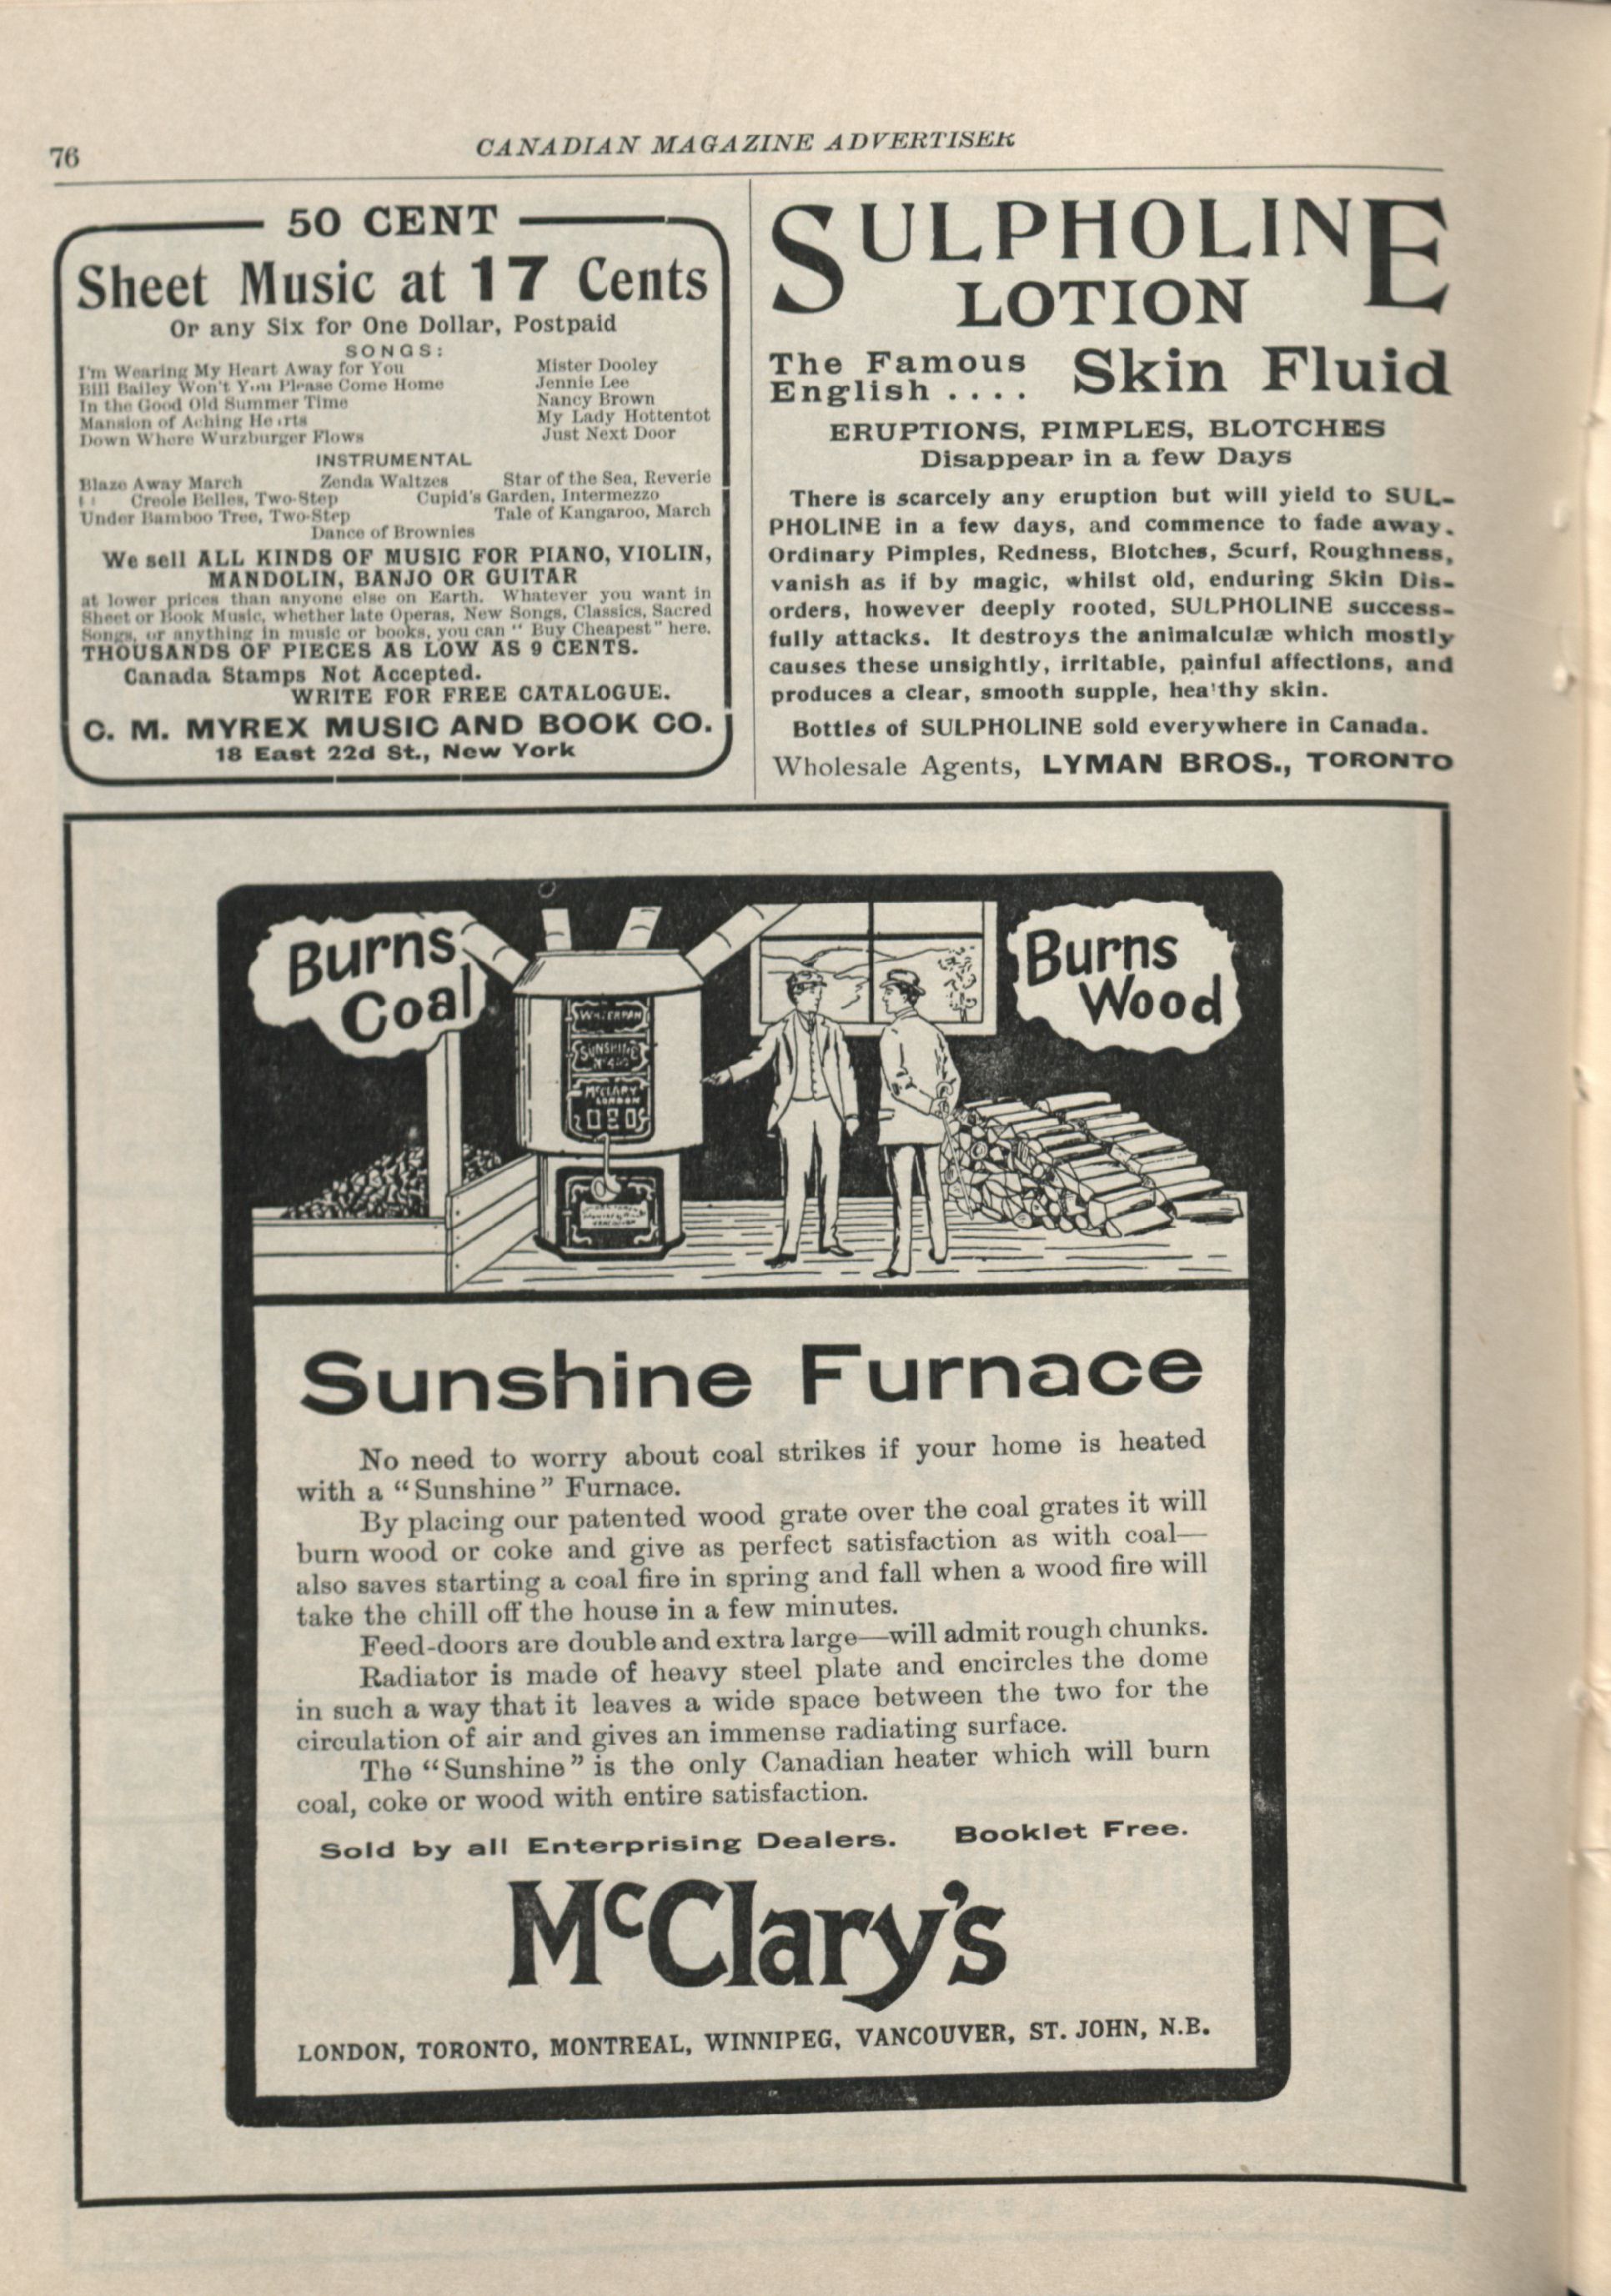 76
CANADIAN MAGAZINE ADVERTISER
50 CENT
Sheet Music at 17 Cents
Or any Six for One Dollar, Postpaid
SONGS:
I'm Wearing My Heart Away for You
Bill Bailey Won't You Please Come Home
In the Good Old Summer Time
Mansion of Aching Hearts
Down Where Wurzburger Flows
Mister Dooley
Jennie Lee
Nancy Brown
My Lady Hottentot
Just Next Door
INSTRUMENTAL
Blaze Away March Zenda Waltzes Star of the Sea, Reverie
Creole Belles, Two-Step Cupid's Garden, Intermezzo
Under Bamboo Tree, Two-Step Tale of Kangaroo, March
Dance of Brownies
We sell ALL KINDS OF MUSIC FOR PIANO, VIOLIN,
MANDOLIN, BANJO OR GUITAR
at lower prices than anyone else on Earth. Whatever you want in
Sheet or Book Music, whether late Operas, New Songs, Classics, Sacred
Songs, or anything in music or books, you can "Buy Cheapest" here.
THOUSANDS OF PIECES AS LOW AS 9 CENTS.
Canada Stamps Not Accepted.
WRITE FOR FREE CATALOGUE.
C. M. MYREX MUSIC AND BOOK CO.
18 East 22d St., New York
SULPHOLINE
LOTION
The Famous
English .... Skin Fluid
ERUPTIONS, PIMPLES, BLOTCHES
Disappear in a few Days
There is scarcely any eruption but will yield to SUL-
PHOLINE in a few days, and commence to fade away.
Ordinary Pimples, Redness, Blotches, Scurf, Roughness,
vanish as if by magic, whilst old, enduring Skin Dis-
orders, however deeply rooted, SULPHOLINE success-
fully attacks. It destroys the animalculæ which mostly
causes these unsightly, irritable, painful affections, and
produces a clear, smooth supple, healthy skin.
Bottles of SULPHOLINE sold everywhere in Canada.
Wholesale Agents, LYMAN BROS., TORONTO
Burns
Coal
Burns
Wood
WATERPAN
SUNSHINE
McCLARY
LONDON
Sunshine Furnace
No need to worry about coal strikes if your home is heated
with a "Sunshine" Furnace.
By placing our patented wood grate over the coal grates it will
burn wood or coke and give as perfect satisfaction as with coal—
also saves starting a coal fire in spring and fall when a wood fire will
take the chill off the house in a few minutes.
Feed-doors are double and extra large—will admit rough chunks.
Radiator is made of heavy steel plate and encircles the dome
in such a way that it leaves a wide space between the two for the
circulation of air and gives an immense radiating surface.
The "Sunshine" is the only Canadian heater which will burn
coal, coke or wood with entire satisfaction.
Sold by all Enterprising Dealers. Booklet Free.
McClary's
LONDON, TORONTO, MONTREAL, WINNIPEG, VANCOUVER, ST. JOHN, N.B.